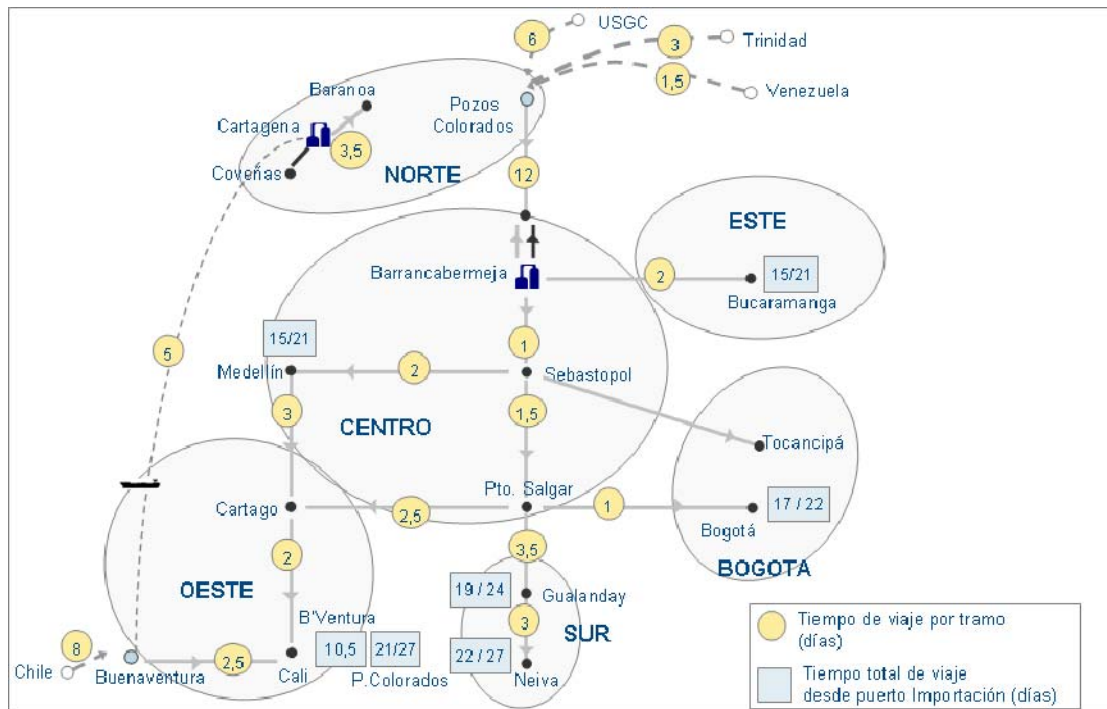 USGC
6
3
Trinidad
1,5
Venezuela
Baranoa
Pozos
Colorados
Cartagena
3,5
Coveñas
NORTE
12
ESTE
Barrancabermeja
2
15/21
Bucaramanga
5
15/21
1
Medellín
2
Sebastopol
3
1,5
CENTRO
Tocancipá
Pto. Salgar
Cartago
2,5
1
17 / 22
Bogotá
2
3,5
BOGOTA
OESTE
19 / 24
Gualanday
B'Ventura
3
SUR
8
10,5
21/27
22 / 27
Chile
Buenaventura
2,5
Cali
P.Colorados
Neiva
Tiempo de viaje por tramo
(días)
Tiempo total de viaje
desde puerto Importación (días)